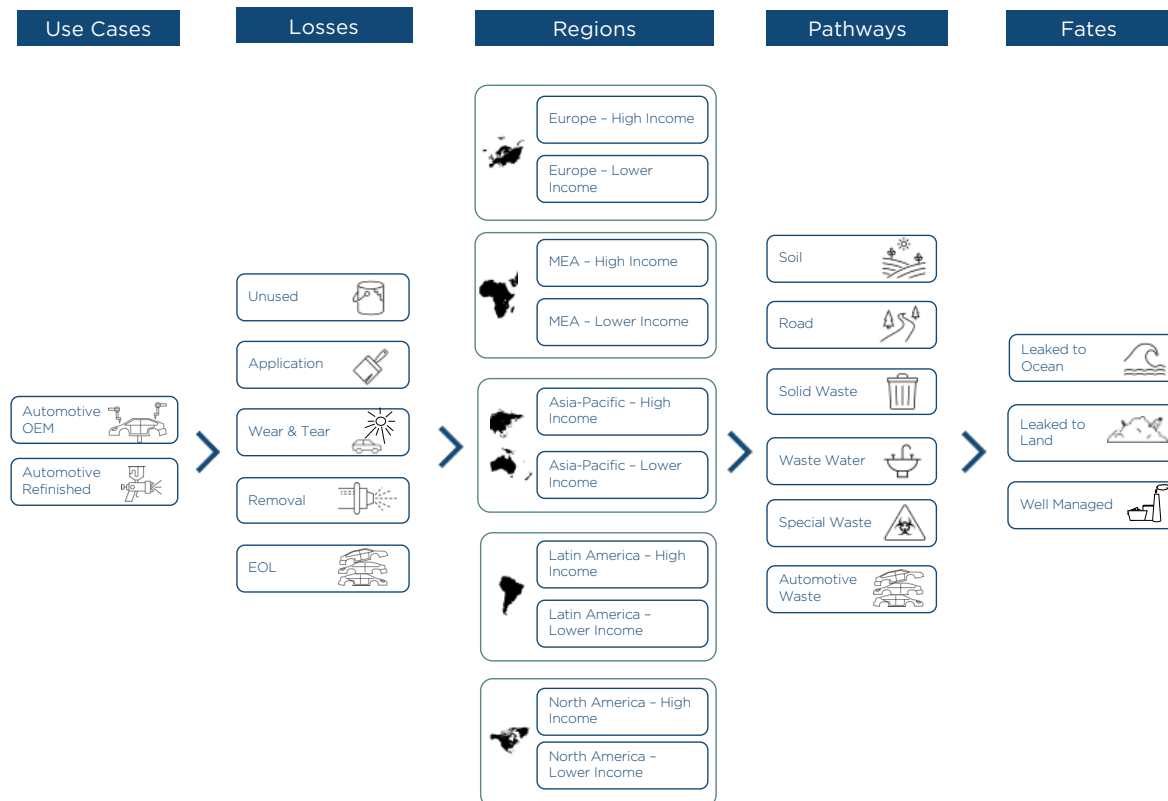 Use Cases
Losses
Regions
Pathways
Fates
Automotive
OEM
Automotive
Refinished
Unused
Application
Wear & Tear
Removal
EOL
Europe – High Income
Europe – Lower
Income
MEA – High Income
MEA – Lower Income
Asia-Pacific – High
Income
Asia-Pacific – Lower
Income
Latin America – High
Income
Latin America –
Lower Income
North America – High
Income
North America –
Lower Income
Soil
Road
Solid Waste
Waste Water
Special Waste
Automotive
Waste
Leaked to
Ocean
Leaked to
Land
Well Managed